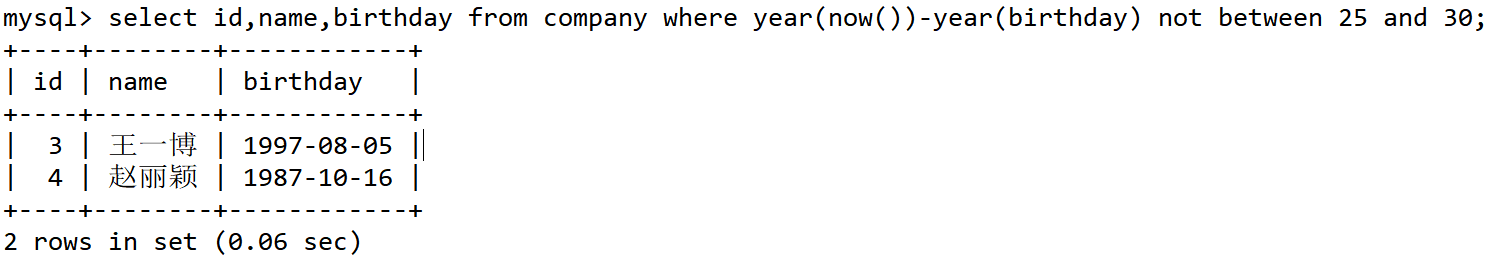 mysql> select id,name,birthday from company where year(now())-year(birthday) not between 25 and 30;
+----+--------+------------+
| id | name   | birthday   |
+----+--------+------------+
|  3 | 王一博 | 1997-08-05 |
|  4 | 赵丽颖 | 1987-10-16 |
+----+--------+------------+
2 rows in set (0.06 sec)